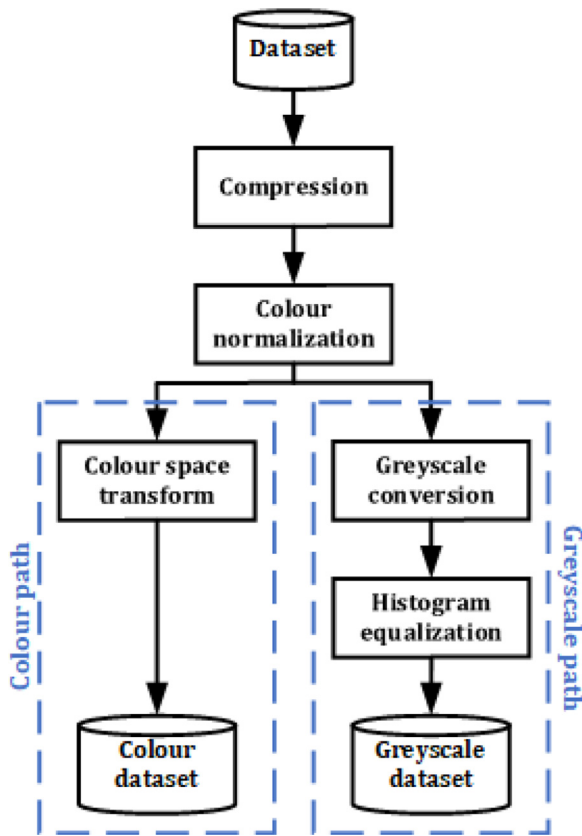 Dataset
Compression
Colour
normalization
Colour path
Colour space
transform
Colour
dataset
Greyscale path
Greyscale
conversion
Histogram
equalization
Greyscale
dataset